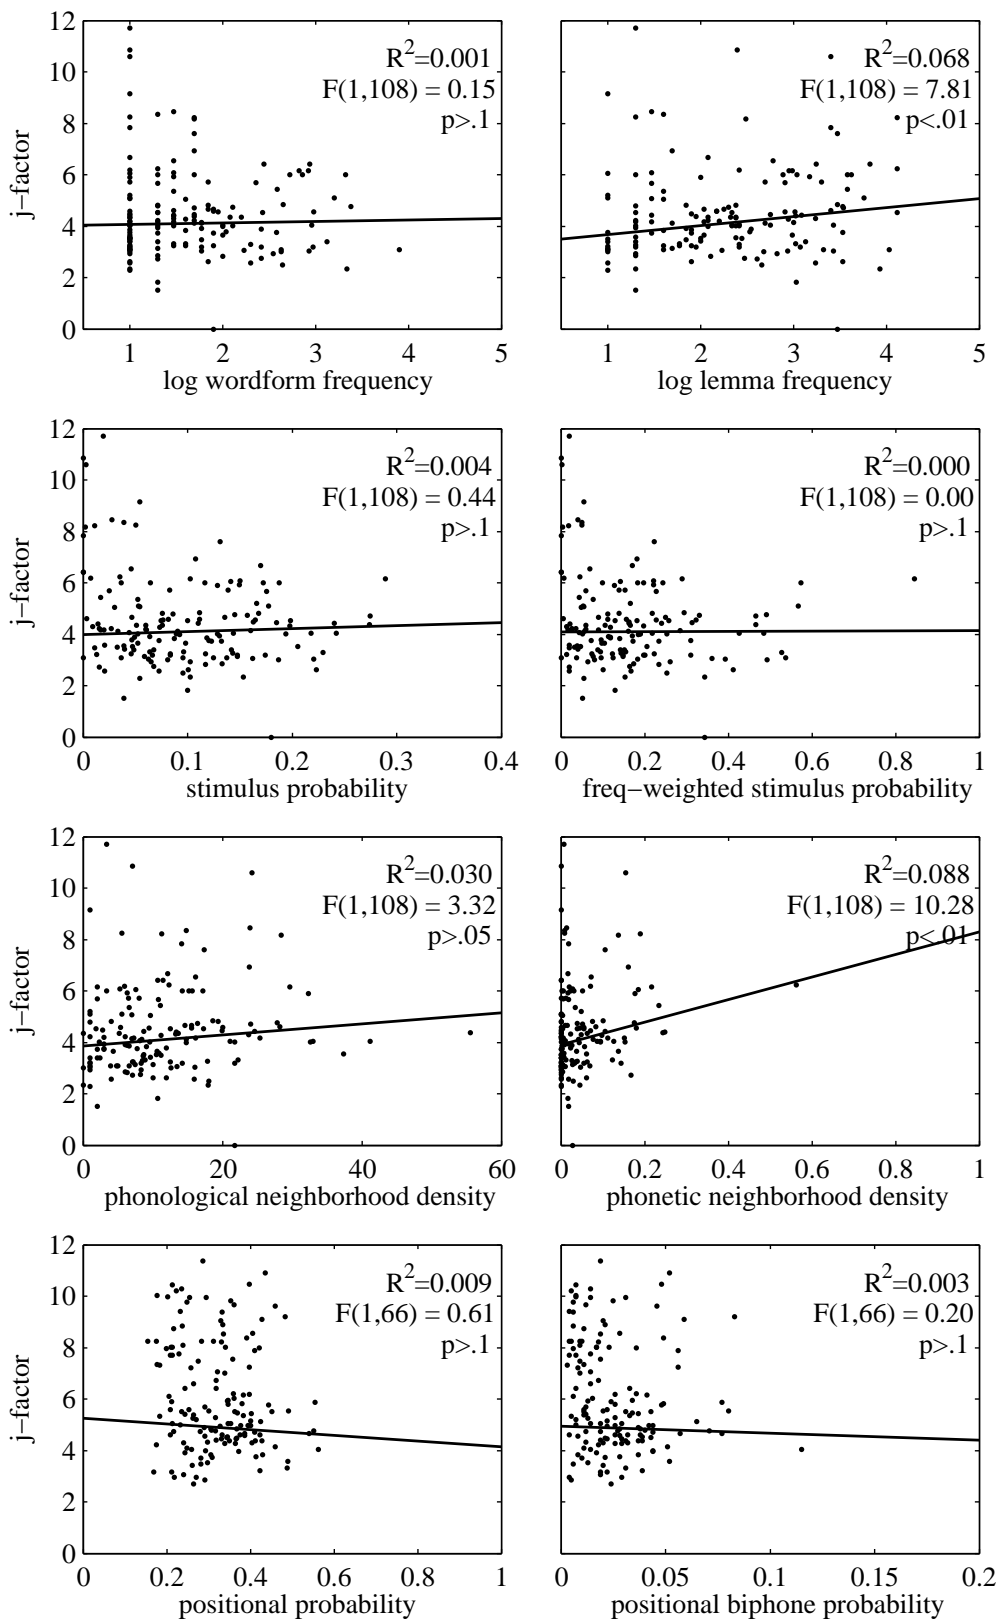 12
10
8
6
4
2
0
j−factor
R²=0.001
F(1,108) = 0.15
p>.1
1 2 3 4 5
log wordform frequency
R²=0.068
F(1,108) = 7.81
p<.01
1 2 3 4 5
log lemma frequency
12
10
8
6
4
2
0
j−factor
R²=0.004
F(1,108) = 0.44
p>.1
0 0.1 0.2 0.3 0.4
stimulus probability
R²=0.000
F(1,108) = 0.00
p>.1
0 0.2 0.4 0.6 0.8 1
freq−weighted stimulus probability
12
10
8
6
4
2
0
j−factor
R²=0.030
F(1,108) = 3.32
p>.05
0 20 40 60
phonological neighborhood density
R²=0.088
F(1,108) = 10.28
p<.01
0 0.2 0.4 0.6 0.8 1
phonetic neighborhood density
12
10
8
6
4
2
0
j−factor
R²=0.009
F(1,66) = 0.61
p>.1
0 0.2 0.4 0.6 0.8 1
positional probability
R²=0.003
F(1,66) = 0.20
p>.1
0 0.05 0.1 0.15 0.2
positional biphone probability